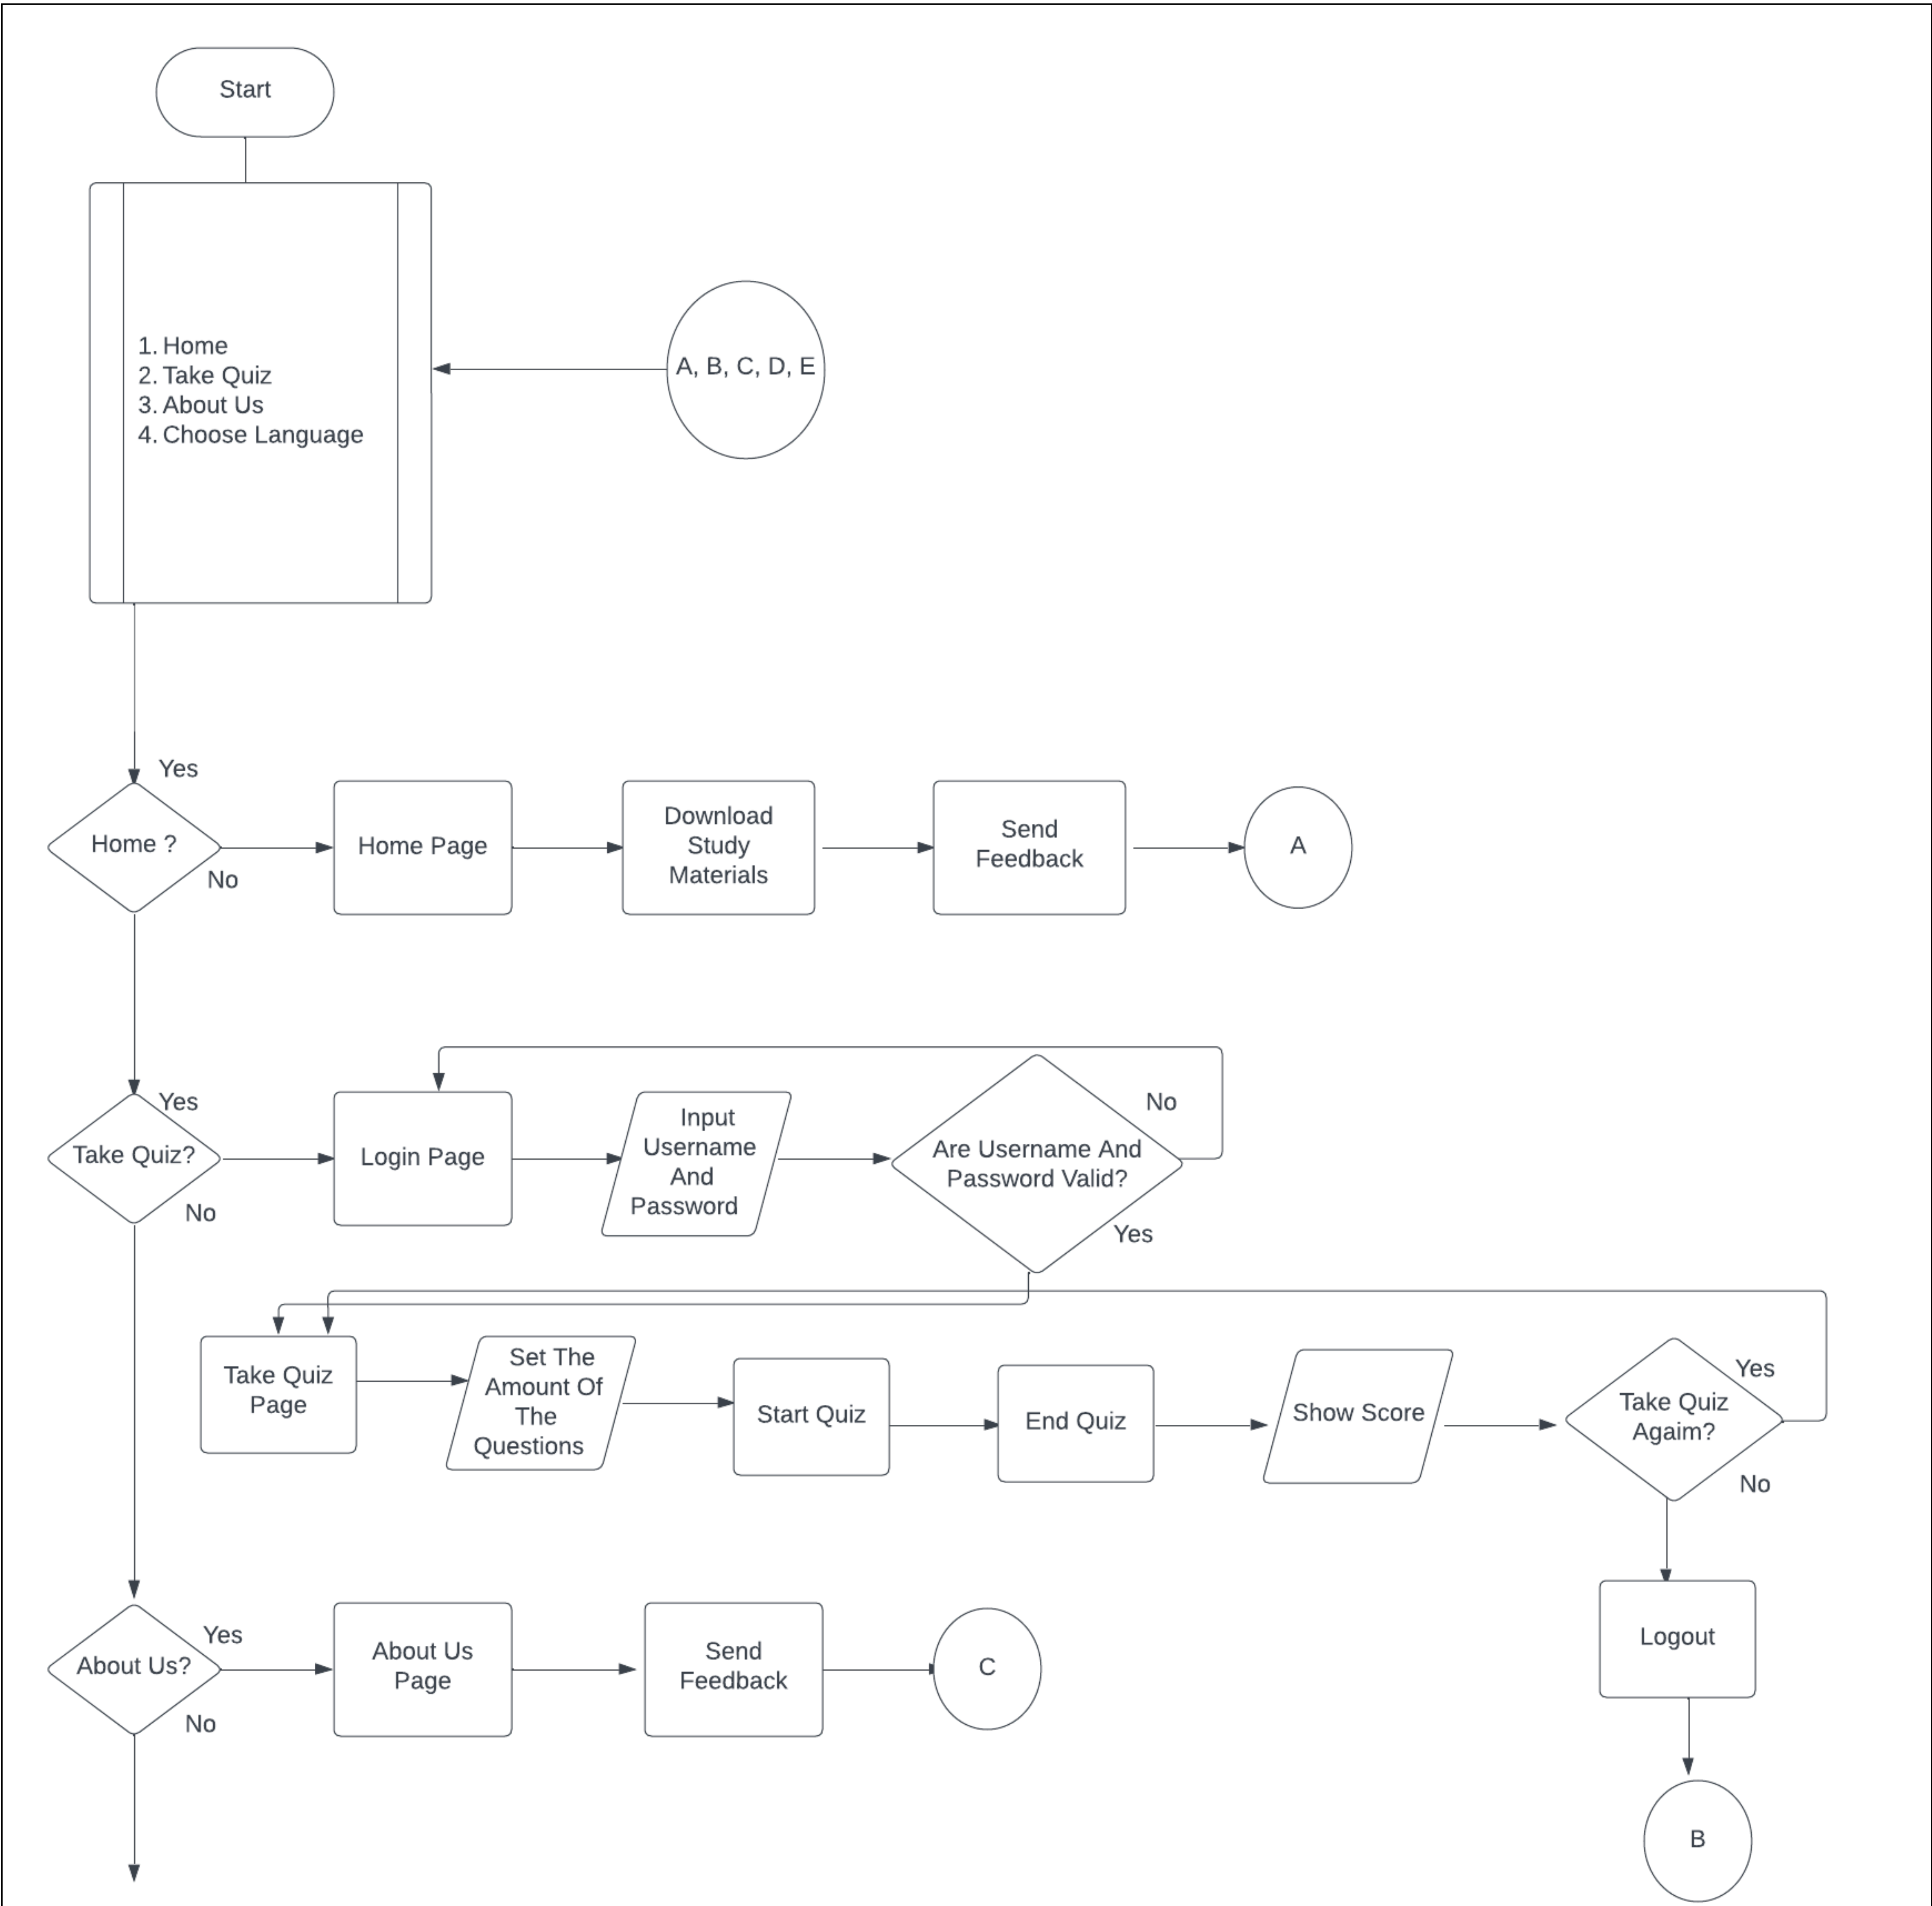 Start
1. Home
2. Take Quiz
3. About Us
4. Choose Language
A, B, C, D, E
Yes
Home ?
No
Home Page
Download
Study
Materials
Send
Feedback
A
Yes
Take Quiz?
No
Login Page
Input
Username
And
Password
No
Are Username And
Password Valid?
Yes
Take Quiz
Page
Set The
Amount Of
The
Questions
Start Quiz
End Quiz
Show Score
Yes
Take Quiz
Agaim?
No
Yes
About Us?
No
About Us
Page
Send
Feedback
C
Logout
B